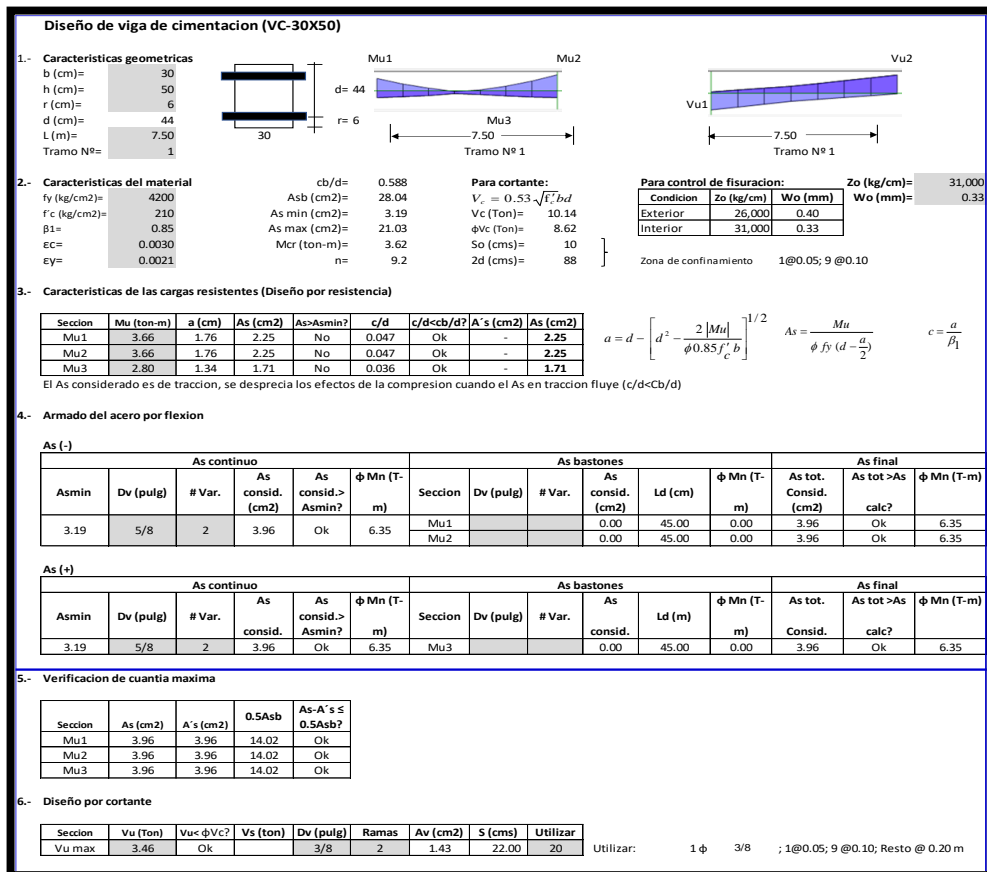 Diseño de viga de cimentacion (VC-30X50)
1.- Caracteristicas geometricas
b (cm)= 30
h (cm)= 50
r (cm)= 6
d (cm)= 44
L (m)= 7.50
Tramo Nº= 1
30
d= 44
r= 6
Mu1 Mu2
Mu3
7.50
Tramo Nº 1
Vu2
Vu1
7.50
Tramo Nº 1
2.- Caracteristicas del material
fy (kg/cm2)= 4200
f´c (kg/cm2)= 210
β1= 0.85
εc= 0.0030
εy= 0.0021
cb/d= 0.588
Asb (cm2)= 28.04
As min (cm2)= 3.19
As max (cm2)= 21.03
Mcr (ton-m)= 3.62
n= 9.2
Para cortante:
V_c = 0.53 √f'_c bd
Vc (Ton)= 10.14
ϕVc (Ton)= 8.62
So (cms)= 10
2d (cms)= 88
Para control de fisuracion:
Condicion Zo (kg/cm) Wo (mm)
Exterior 26,000 0.40
Interior 31,000 0.33
Zo (kg/cm)= 31,000
Wo (mm)= 0.33
Zona de confinamiento 1@0.05; 9 @0.10
3.- Caracteristicas de las cargas resistentes (Diseño por resistencia)
Seccion Mu (ton-m) a (cm) As (cm2) As>Asmin? c/d c/d<cb/d? A´s (cm2) As (cm2)
Mu1 3.66 1.76 2.25 No 0.047 Ok - 2.25
Mu2 3.66 1.76 2.25 No 0.047 Ok - 2.25
Mu3 2.80 1.34 1.71 No 0.036 Ok - 1.71
a = d − [d² − 2 |Mu| / ϕ0.85 f'_c b]^1/2
As = Mu / ϕ fy (d − a/2)
c = a / β1
El As considerado es de traccion, se desprecia los efectos de la compresion cuando el As en traccion fluye (c/d<Cb/d)
4.- Armado del acero por flexion
As (-)
As continuo As bastones As final
Asmin Dv (pulg) # Var. As consid. (cm2) As consid.> Asmin? ϕ Mn (T-m) Seccion Dv (pulg) # Var. As consid. (cm2) Ld (cm) ϕ Mn (T-m) As tot. Consid. (cm2) As tot >As calc? ϕ Mn (T-m)
3.19 5/8 2 3.96 Ok 6.35
Mu1 0.00 45.00 0.00 3.96 Ok 6.35
Mu2 0.00 45.00 0.00 3.96 Ok 6.35
As (+)
As continuo As bastones As final
Asmin Dv (pulg) # Var. As consid. As consid.> Asmin? ϕ Mn (T-m) Seccion Dv (pulg) # Var. As consid. Ld (m) ϕ Mn (T-m) As tot. Consid. As tot >As calc? ϕ Mn (T-m)
3.19 5/8 2 3.96 Ok 6.35 Mu3 0.00 45.00 0.00 3.96 Ok 6.35
5.- Verificacion de cuantia maxima
Seccion As (cm2) A´s (cm2) 0.5Asb As-A´s ≤ 0.5Asb?
Mu1 3.96 3.96 14.02 Ok
Mu2 3.96 3.96 14.02 Ok
Mu3 3.96 3.96 14.02 Ok
6.- Diseño por cortante
Seccion Vu (Ton) Vu< ϕVc? Vs (ton) Dv (pulg) Ramas Av (cm2) S (cms) Utilizar
Vu max 3.46 Ok 3/8 2 1.43 22.00 20
Utilizar: 1 ϕ 3/8 ; 1@0.05; 9 @0.10; Resto @ 0.20 m